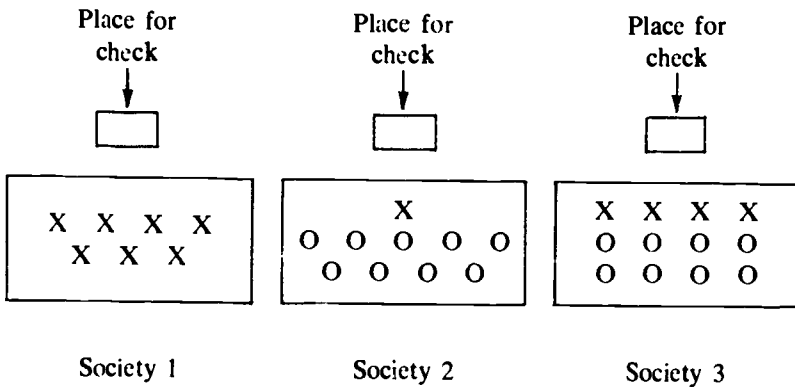 Place for
check
Place for
check
Place for
check
X X X X
X X X
X
O O O O O
O O O O
X X X X
O O O O
O O O O
Society 1
Society 2
Society 3